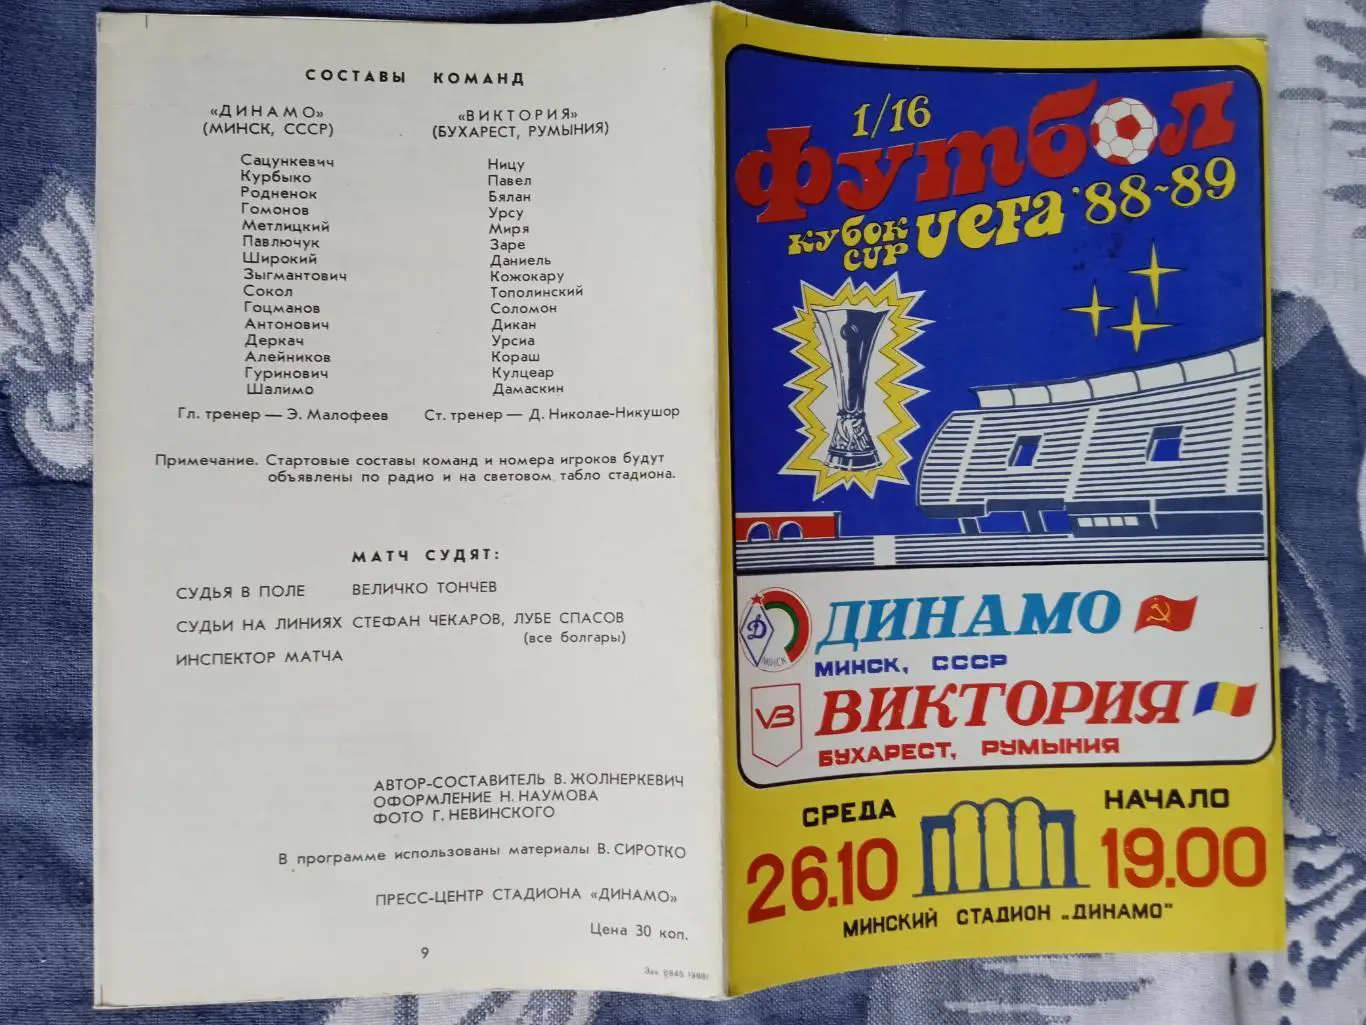 СОСТАВЫ КОМАНД
«ДИНАМО»
(МИНСК, СССР)
Сацункевич
Курбыко
Родненок
Гомонов
Метлицкий
Павлючук
Широкий
Зыгмантович
Сокол
Гоцманов
Антонович
Деркач
Алейников
Гуринович
Шалимо
Гл. тренер — Э. Малофеев
«ВИКТОРИЯ»
(БУХАРЕСТ, РУМЫНИЯ)
Ницу
Павел
Бялан
Урсу
Миря
Заре
Даниель
Кожокару
Тополинский
Соломон
Дикан
Урсиа
Кораш
Кулцеар
Дамаскин
Ст. тренер — Д. Николае-Никушор
Примечание. Стартовые составы команд и номера игроков будут
объявлены по радио и на световом табло стадиона.
МАТЧ СУДЯТ:
СУДЬЯ В ПОЛЕ ВЕЛИЧКО ТОНЧЕВ
СУДЬИ НА ЛИНИЯХ СТЕФАН ЧЕКАРОВ, ЛУБЕ СПАСОВ
(все болгары)
ИНСПЕКТОР МАТЧА
АВТОР-СОСТАВИТЕЛЬ В. ЖОЛНЕРКЕВИЧ
ОФОРМЛЕНИЕ Н. НАУМОВА
ФОТО Г. НЕВИНСКОГО
В программе использованы материалы В. СИРОТКО
ПРЕСС-ЦЕНТР СТАДИОНА «ДИНАМО»
Цена 30 коп.
9
Зак. 6845 1988г
1/16
Футбол
КУБОК
CUP
UEFA '88~89
Д
МІНСК
ДИНАМО
МИНСК, СССР
VB
ВИКТОРИЯ
БУХАРЕСТ, РУМЫНИЯ
СРЕДА
26.10
НАЧАЛО
19.00
МИНСКИЙ СТАДИОН „ДИНАМО"